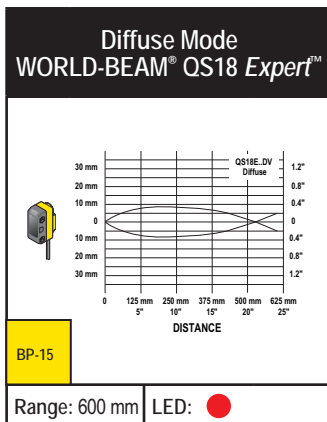 Diffuse Mode
WORLD-BEAM® QS18 Expert™
QS18E..DV
Diffuse
30 mm
20 mm
10 mm
0
10 mm
20 mm
30 mm
1.2"
0.8"
0.4"
0
0.4"
0.8"
1.2"
0 125 mm 250 mm 375 mm 500 mm 625 mm
5" 10" 15" 20" 25"
DISTANCE
BP-15
Range: 600 mm LED: